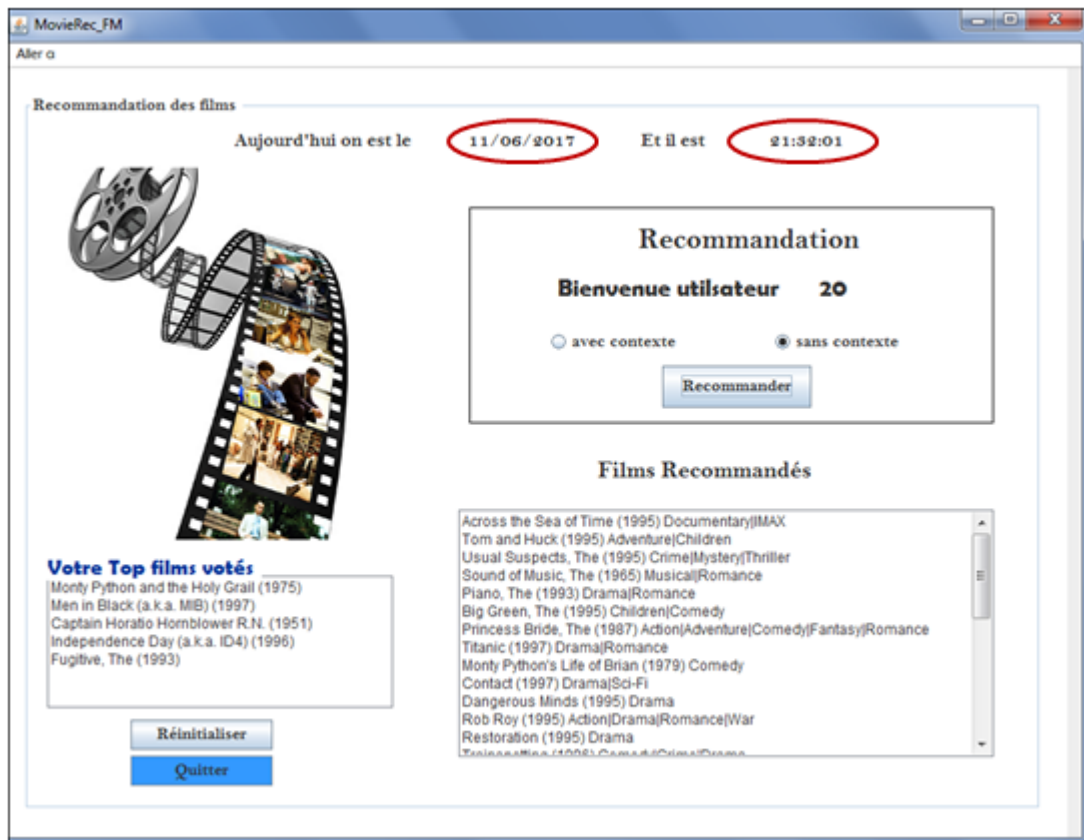 MovieRec_FM
Aller a
Recommandation des films
Aujourd'hui on est le 11/06/2017 Et il est 21:32:01
Recommandation
Bienvenue utilsateur 20
avec contexte sans contexte
Recommander
Films Recommandés
Across the Sea of Time (1995) Documentary|IMAX
Tom and Huck (1995) Adventure|Children
Usual Suspects, The (1995) Crime|Mystery|Thriller
Sound of Music, The (1965) Musical|Romance
Piano, The (1993) Drama|Romance
Big Green, The (1995) Children|Comedy
Princess Bride, The (1987) Action|Adventure|Comedy|Fantasy|Romance
Titanic (1997) Drama|Romance
Monty Python's Life of Brian (1979) Comedy
Contact (1997) Drama|Sci-Fi
Dangerous Minds (1995) Drama
Rob Roy (1995) Action|Drama|Romance|War
Restoration (1995) Drama
Trainspotting (1996) Comedy|Crime|Drama
Votre Top films votés
Monty Python and the Holy Grail (1975)
Men in Black (a.k.a. MIB) (1997)
Captain Horatio Hornblower R.N. (1951)
Independence Day (a.k.a. ID4) (1996)
Fugitive, The (1993)
Réinitialiser
Quitter